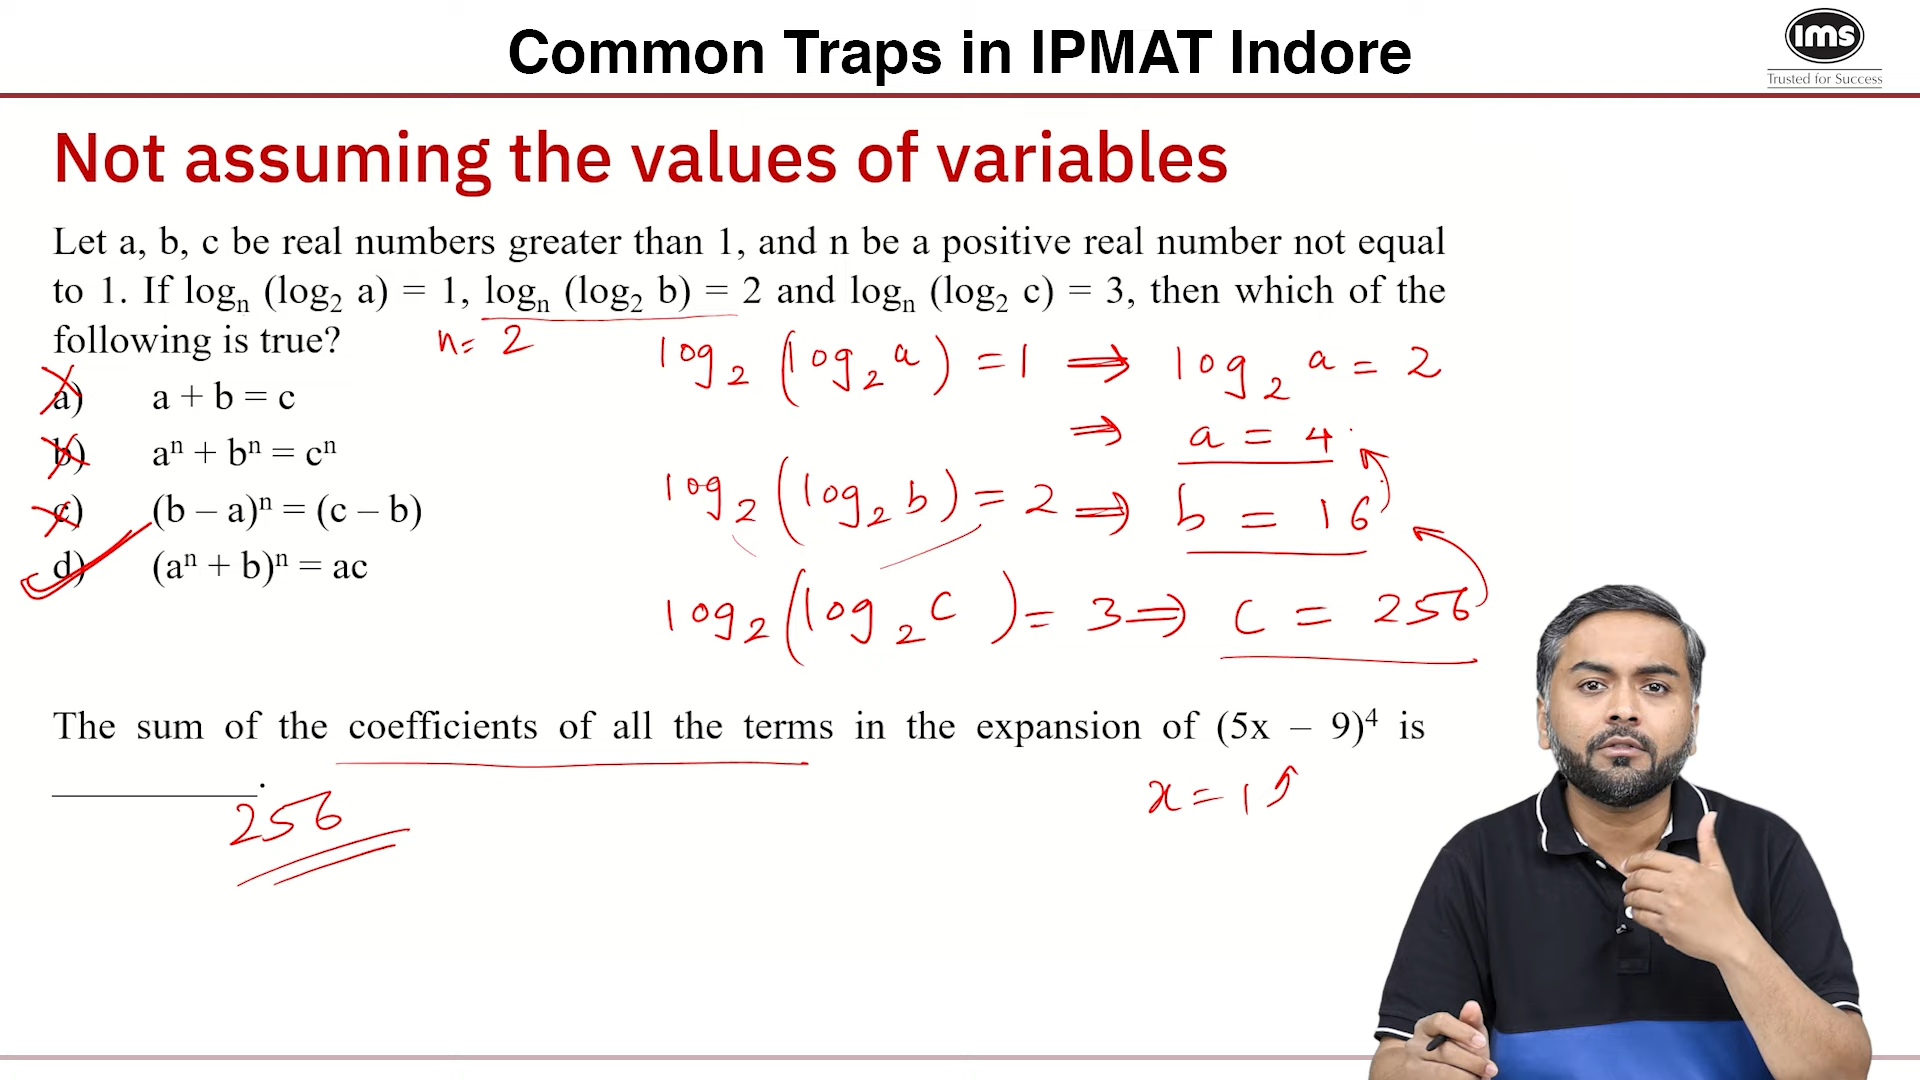 Common Traps in IPMAT Indore
ims
Trusted for Success
Not assuming the values of variables
Let a, b, c be real numbers greater than 1, and n be a positive real number not equal
to 1. If logₙ (log₂ a) = 1, logₙ (log₂ b) = 2 and logₙ (log₂ c) = 3, then which of the
following is true?
n = 2
log₂ (log₂ a) = 1 ⇒ log₂ a = 2
a) a + b = c
⇒ a = 4
b) aⁿ + bⁿ = cⁿ
log₂ (log₂ b) = 2 ⇒ b = 16
c) (b – a)ⁿ = (c – b)
d) (aⁿ + b)ⁿ = ac
log₂ (log₂ c) = 3 ⇒ c = 256
The sum of the coefficients of all the terms in the expansion of (5x – 9)⁴ is
__________.
x = 1
256